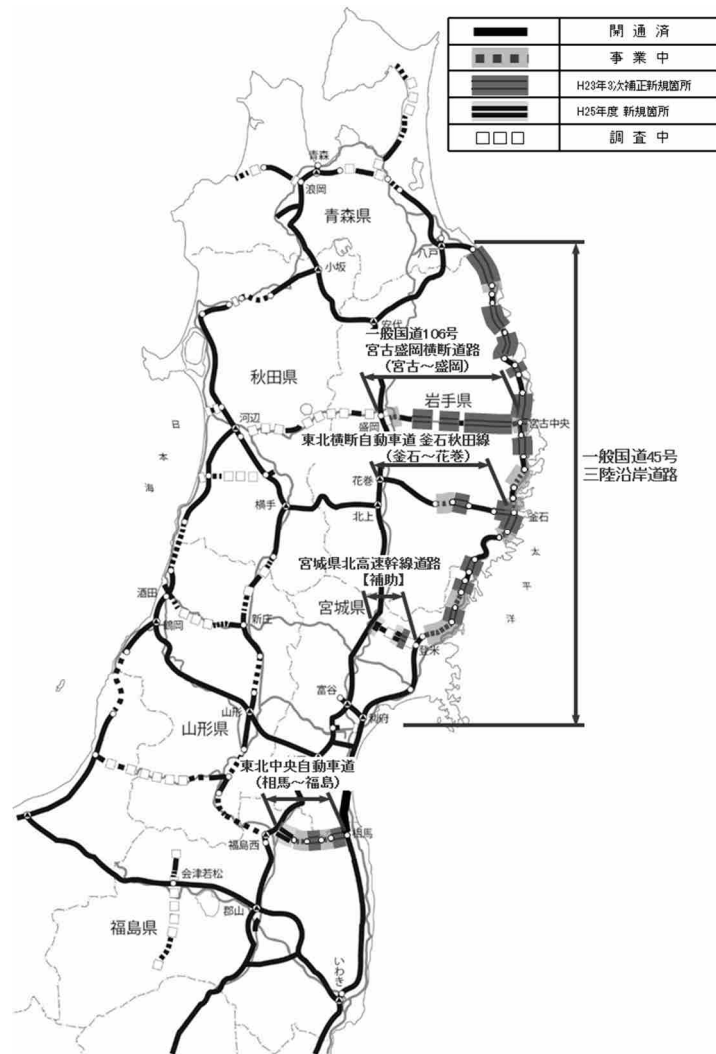 開通済
事業中
H23年3次補正新規箇所
H25年度 新規箇所
調査中
青森
浪岡
青森県
八戸
小坂
安代
一般国道106号
宮古盛岡横断道路
(宮古～盛岡)
秋田県
岩手県
河辺
盛岡
宮古中央
日本海
東北横断自動車道 釜石秋田線
(釜石～花巻)
一般国道45号
三陸沿岸道路
花巻
横手
北上
釜石
太平洋
宮城県北高速幹線道路
【補助】
酒田
宮城県
鶴岡
新庄
登米
富谷
山形
利府
山形県
東北中央自動車道
(相馬～福島)
福島西
相馬
会津若松
郡山
福島県
いわき